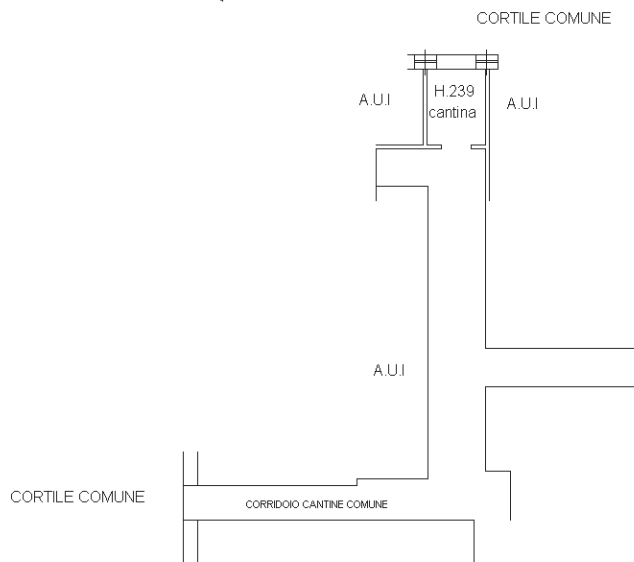 CORTILE COMUNE
A.U.I
H.239
cantina
A.U.I
A.U.I
CORTILE COMUNE
CORRIDOIO CANTINE COMUNE